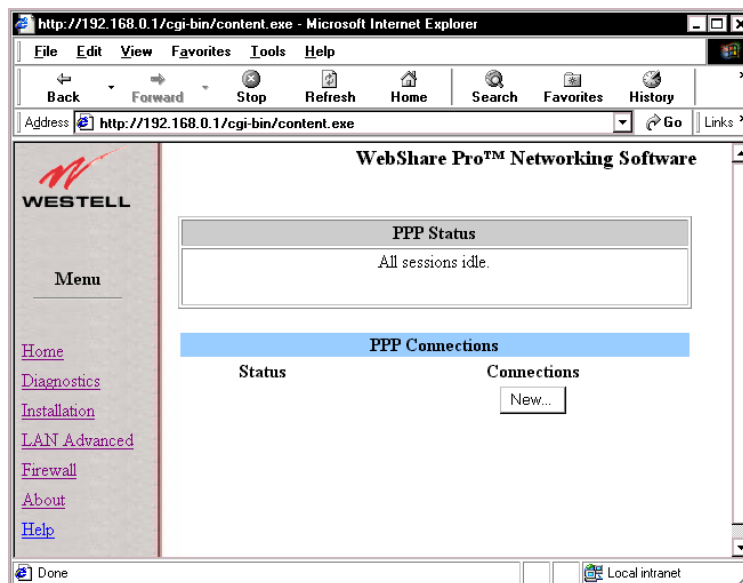 http://192.168.0.1/cgi-bin/content.exe - Microsoft Internet Explorer
File Edit View Favorites Tools Help
Back Forward Stop Refresh Home Search Favorites History
Address http://192.168.0.1/cgi-bin/content.exe Go Links
WESTELL
Menu
Home
Diagnostics
Installation
LAN Advanced
Firewall
About
Help
WebShare Pro™ Networking Software
PPP Status
All sessions idle.
PPP Connections
Status Connections
New...
Done Local intranet